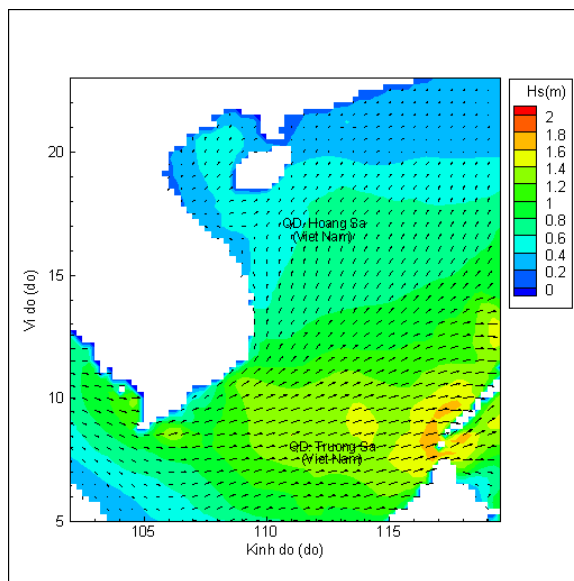 Hs(m)
2
1.8
1.6
1.4
1.2
1
0.8
0.6
0.4
0.2
0
20
15
10
5
Vi do (do)
QD. Hoang Sa
(Viet Nam)
QD. Truong Sa
(Viet Nam)
105
110
115
Kinh do (do)